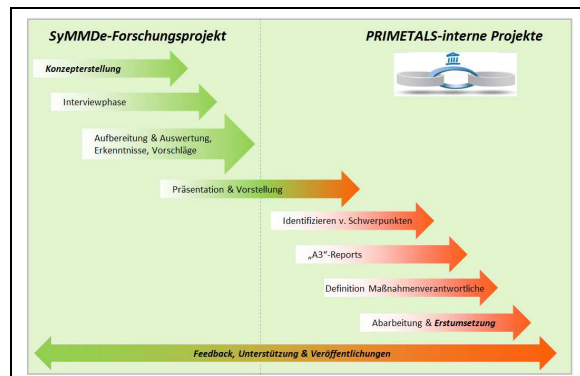 SyMMDe-Forschungsprojekt
PRIMETALS-interne Projekte
Konzepterstellung
Interviewphase
Aufbereitung & Auswertung,
Erkenntnisse, Vorschläge
Präsentation & Vorstellung
Identifizieren v. Schwerpunkten
„A3“-Reports
Definition Maßnahmenverantwortliche
Abarbeitung & Erstumsetzung
Feedback, Unterstützung & Veröffentlichungen